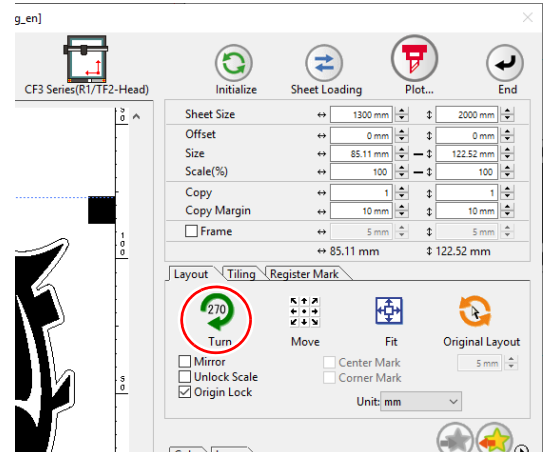 g_en]
CF3 Series(R1/TF2-Head)
Initialize
Sheet Loading
Plot...
End
Sheet Size 1300 mm 2000 mm
Offset 0 mm 0 mm
Size 85.11 mm 122.52 mm
Scale(%) 100 100
Copy 1 1
Copy Margin 10 mm 10 mm
Frame 5 mm 5 mm
85.11 mm 122.52 mm
Layout Tiling Register Mark
270
Turn Move Fit Original Layout
Mirror Center Mark 5 mm
Unlock Scale Corner Mark
Origin Lock
Unit: mm
50
100
50